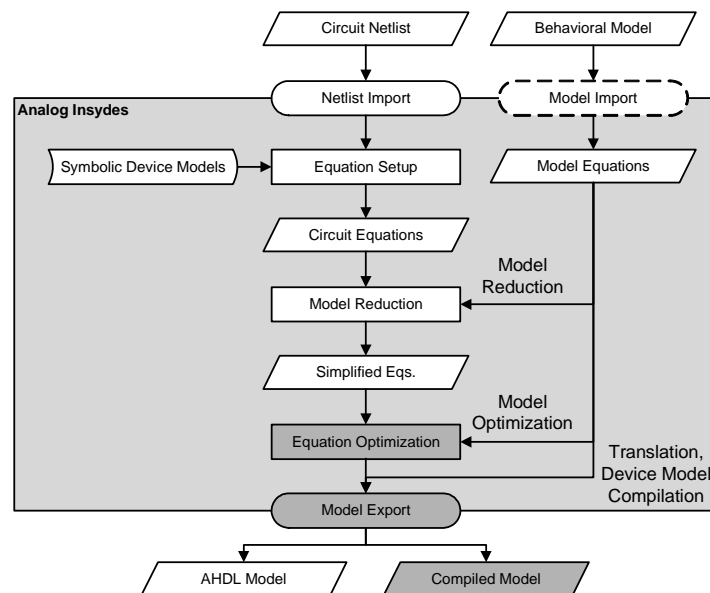 Circuit Netlist
Behavioral Model
Analog Insydes
Netlist Import
Model Import
Symbolic Device Models
Equation Setup
Model Equations
Circuit Equations
Model
Reduction
Model Reduction
Simplified Eqs.
Model
Optimization
Equation Optimization
Translation,
Device Model
Compilation
Model Export
AHDL Model
Compiled Model